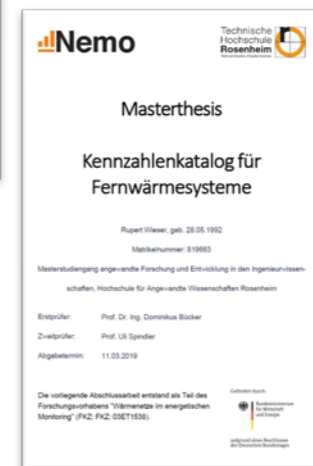 Nemo
Technische
Hochschule
Rosenheim
Masterthesis
Kennzahlenkatalog für
Fernwärmesysteme
Rupert Wieser, geb. 28.05.1992
Matrikelnummer: 819663
Masterstudiengang angewandte Forschung und Entwicklung in den Ingenieurwissen-
schaften, Hochschule für Angewandte Wissenschaften Rosenheim
Erstprüfer: Prof. Dr. Ing. Dominikus Bücker
Zweitprüfer: Prof. Uli Spindler
Abgabetermin: 11.03.2019
Gefördert durch:
Die vorliegende Abschlussarbeit entstand als Teil des
Forschungsvorhabens "Wärmenetze im energetischen
Monitoring" (FKZ: FKZ: 03ET1538).
Bundesministerium
für Wirtschaft
und Energie
aufgrund eines Beschlusses
des Deutschen Bundestages